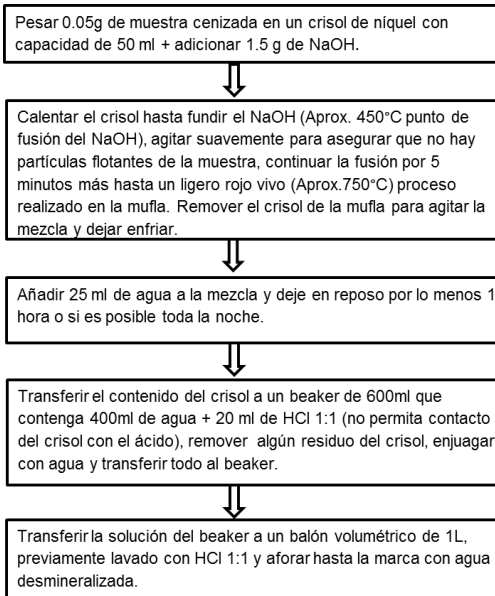 Pesar 0.05g de muestra cenizada en un crisol de níquel con
capacidad de 50 ml + adicionar 1.5 g de NaOH.
Calentar el crisol hasta fundir el NaOH (Aprox. 450°C punto de
fusión del NaOH), agitar suavemente para asegurar que no hay
partículas flotantes de la muestra, continuar la fusión por 5
minutos más hasta un ligero rojo vivo (Aprox.750°C) proceso
realizado en la mufla. Remover el crisol de la mufla para agitar la
mezcla y dejar enfriar.
Añadir 25 ml de agua a la mezcla y deje en reposo por lo menos 1
hora o si es posible toda la noche.
Transferir el contenido del crisol a un beaker de 600ml que
contenga 400ml de agua + 20 ml de HCl 1:1 (no permita contacto
del crisol con el ácido), remover algún residuo del crisol, enjuagar
con agua y transferir todo al beaker.
Transferir la solución del beaker a un balón volumétrico de 1L,
previamente lavado con HCl 1:1 y aforar hasta la marca con agua
desmineralizada.